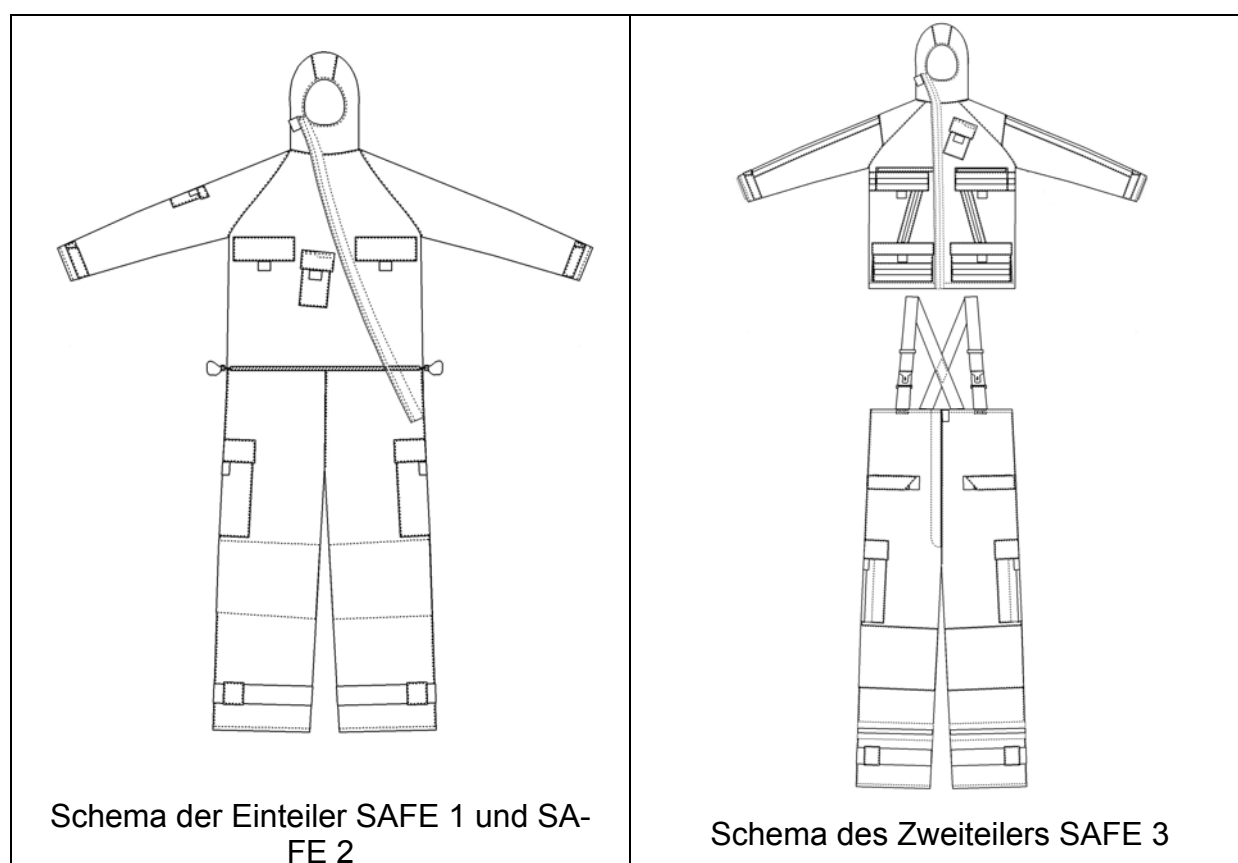 Schema der Einteiler SAFE 1 und SA-
FE 2
Schema des Zweiteilers SAFE 3